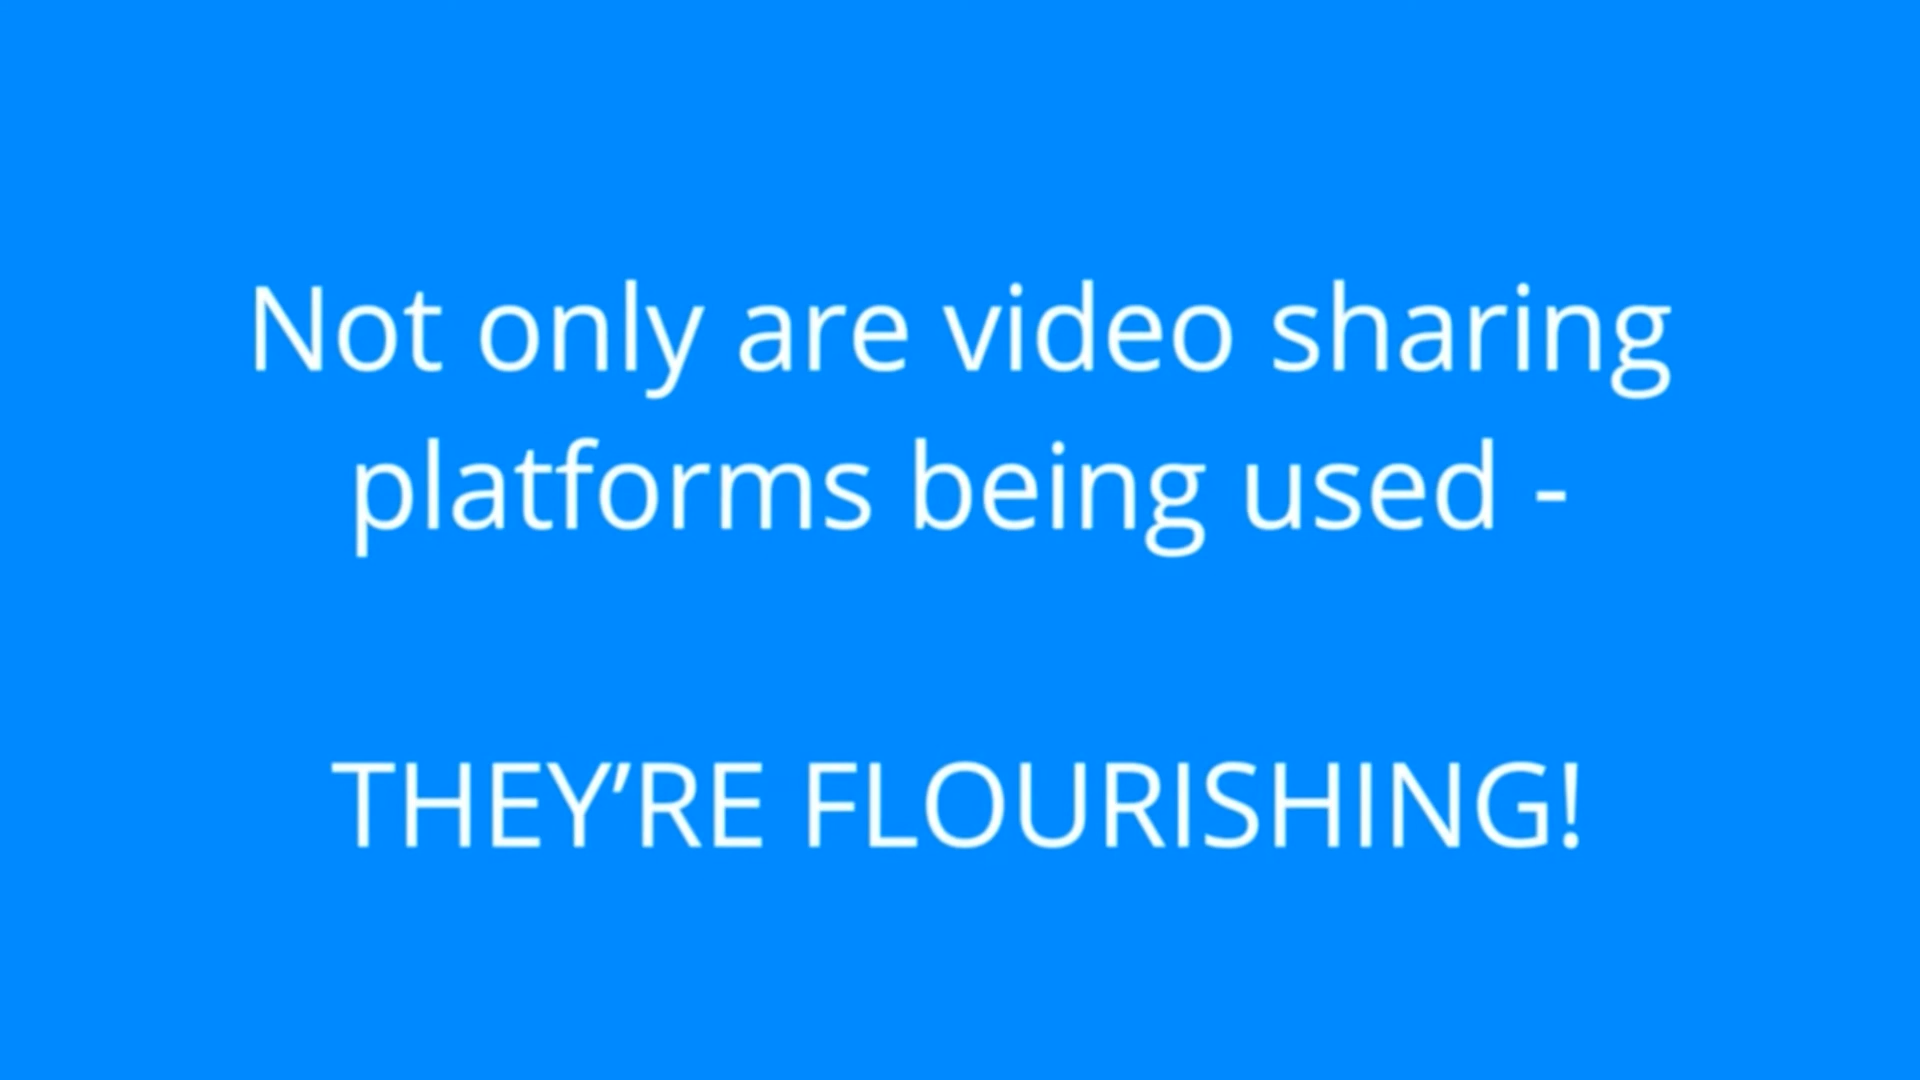 Not only are video sharing
platforms being used -
THEY’RE FLOURISHING!